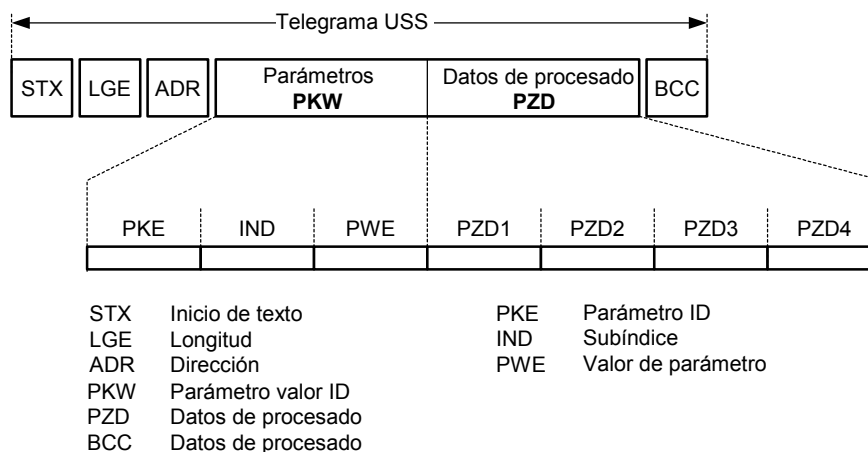 Telegrama USS
STX LGE ADR Parámetros PKW Datos de procesado PZD BCC
PKE IND PWE PZD1 PZD2 PZD3 PZD4
STX Inicio de texto
LGE Longitud
ADR Dirección
PKW Parámetro valor ID
PZD Datos de procesado
BCC Datos de procesado
PKE Parámetro ID
IND Subíndice
PWE Valor de parámetro